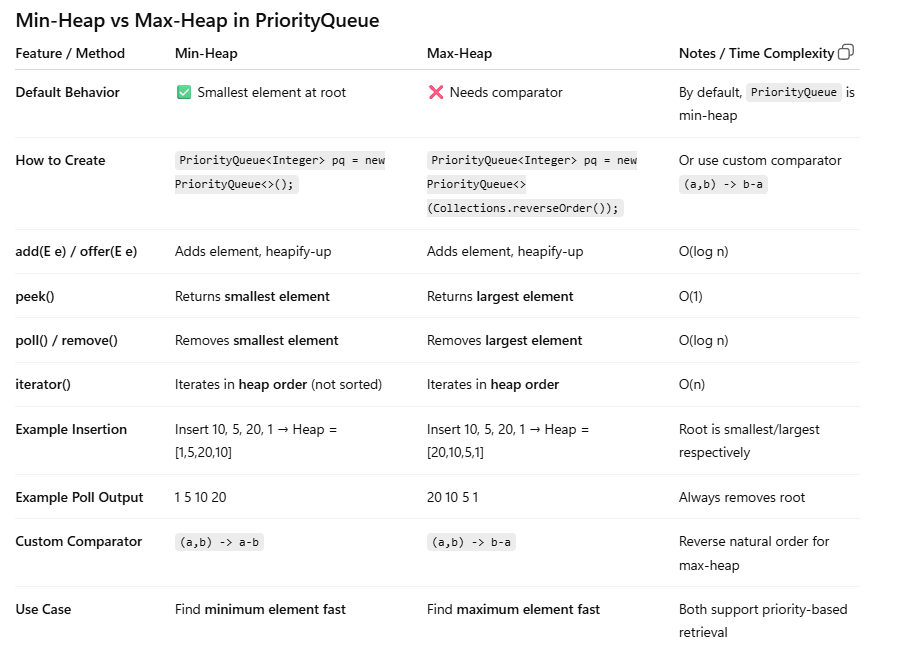 Min-Heap vs Max-Heap in PriorityQueue
Feature / Method Min-Heap Max-Heap Notes / Time Complexity
Default Behavior ✅ Smallest element at root ❌ Needs comparator By default, PriorityQueue is
min-heap
How to Create PriorityQueue<Integer> pq = new PriorityQueue<Integer> pq = new Or use custom comparator
PriorityQueue<>(); PriorityQueue<> (a,b) -> b-a
(Collections.reverseOrder());
add(E e) / offer(E e) Adds element, heapify-up Adds element, heapify-up O(log n)
peek() Returns smallest element Returns largest element O(1)
poll() / remove() Removes smallest element Removes largest element O(log n)
iterator() Iterates in heap order (not sorted) Iterates in heap order O(n)
Example Insertion Insert 10, 5, 20, 1 → Heap = Insert 10, 5, 20, 1 → Heap = Root is smallest/largest
[1,5,20,10] [20,10,5,1] respectively
Example Poll Output 1 5 10 20 20 10 5 1 Always removes root
Custom Comparator (a,b) -> a-b (a,b) -> b-a Reverse natural order for
max-heap
Use Case Find minimum element fast Find maximum element fast Both support priority-based
retrieval